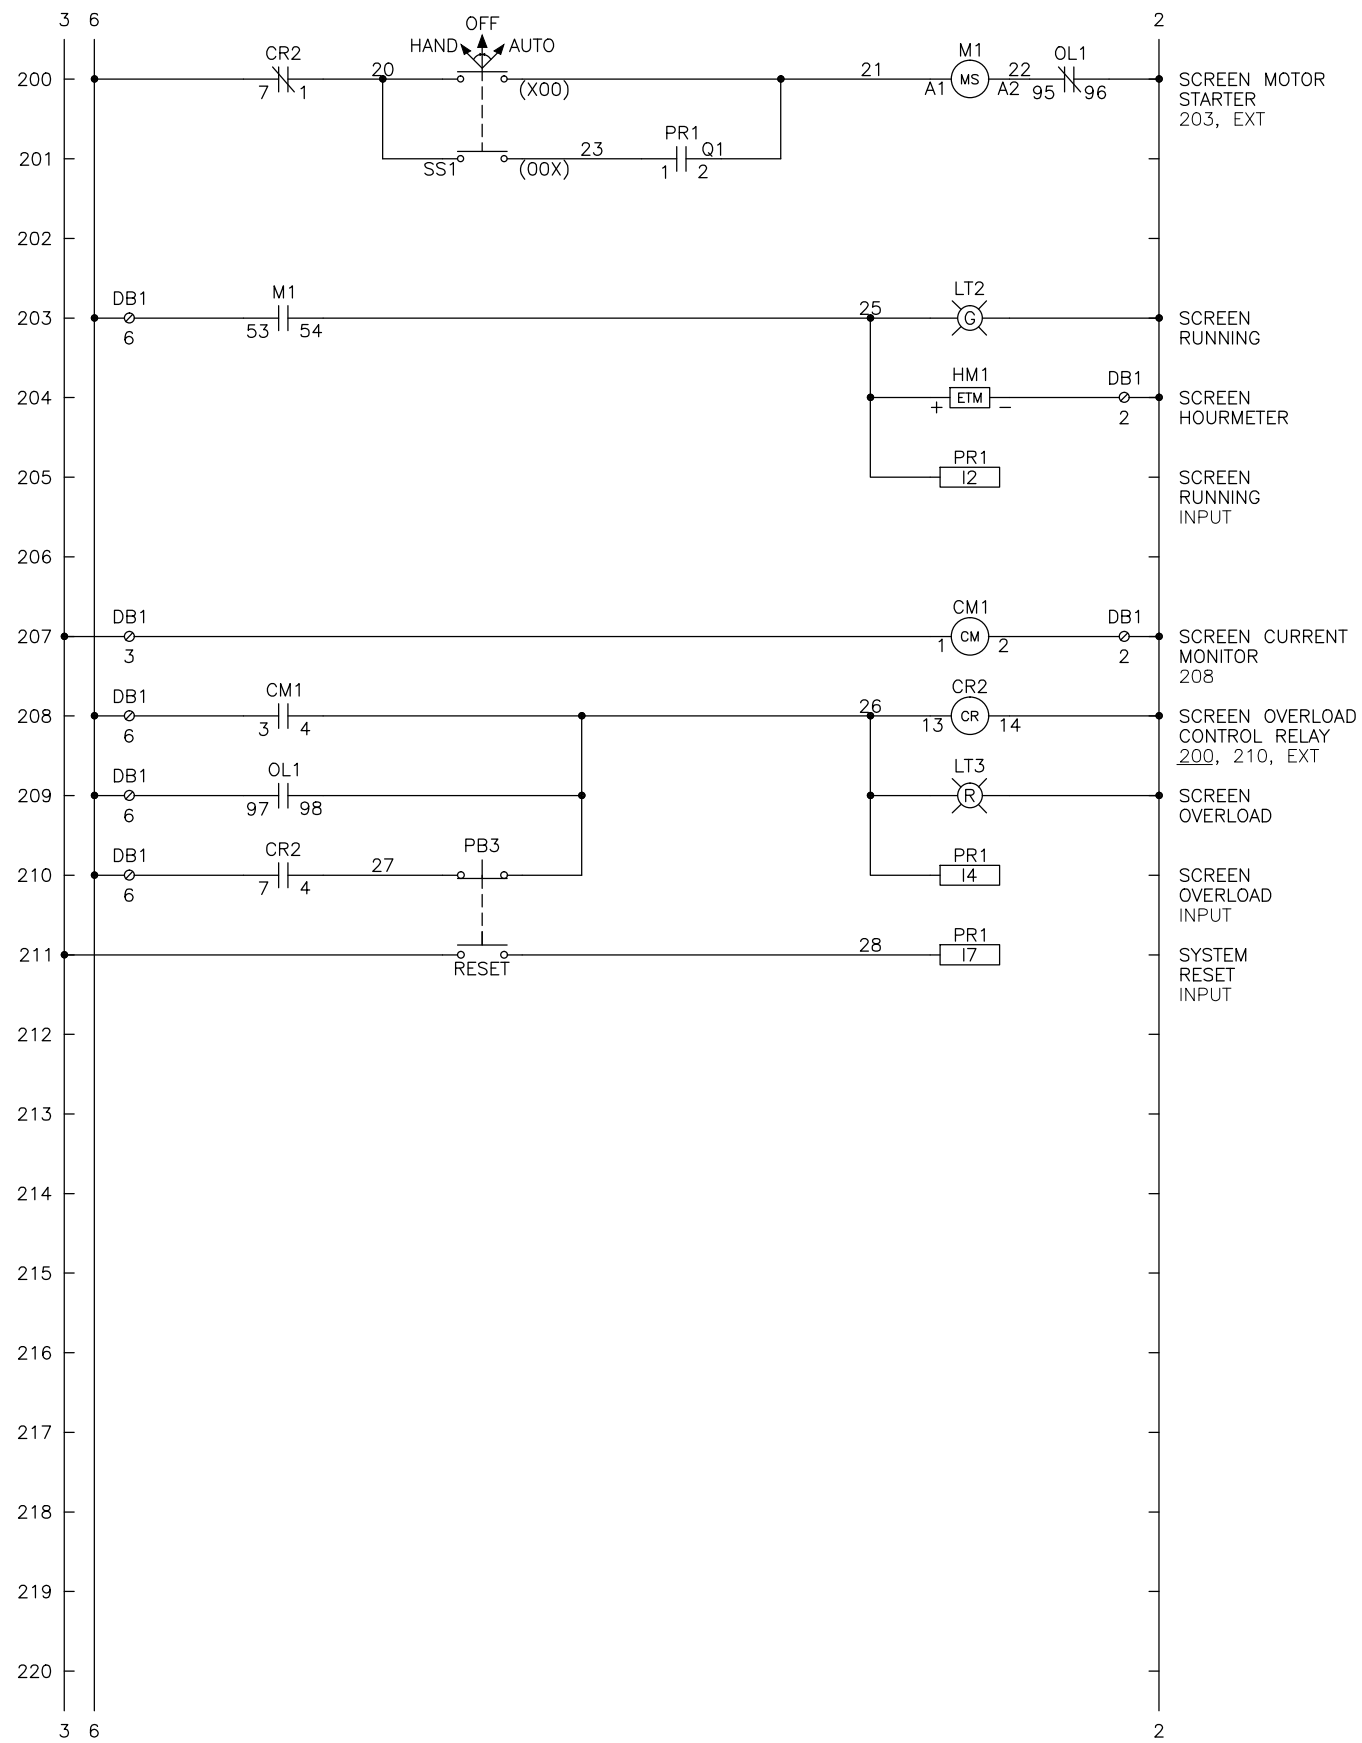 3 6 2
OFF
HAND AUTO
CR2 M1 OL1
200 20 21 22 SCREEN MOTOR
7 1 (X00) A1 MS A2 95 96 STARTER
203, EXT
PR1
201 23 Q1
SS1 (00X) 1 2
202
DB1 M1 LT2
203 25 G SCREEN
6 53 54 RUNNING
HM1 DB1
204 ETM SCREEN
+ - 2 HOURMETER
PR1
205 I2 SCREEN
RUNNING
INPUT
206
DB1 CM1 DB1
207 CM SCREEN CURRENT
3 1 2 2 MONITOR
208
DB1 CM1 CR2
208 26 CR SCREEN OVERLOAD
6 3 4 13 14 CONTROL RELAY
200, 210, EXT
DB1 OL1 LT3
209 R SCREEN
6 97 98 OVERLOAD
DB1 CR2 PB3 PR1
210 27 I4 SCREEN
6 7 4 OVERLOAD
INPUT
PR1
211 28 I7 SYSTEM
RESET RESET
INPUT
212
213
214
215
216
217
218
219
220
3 6 2